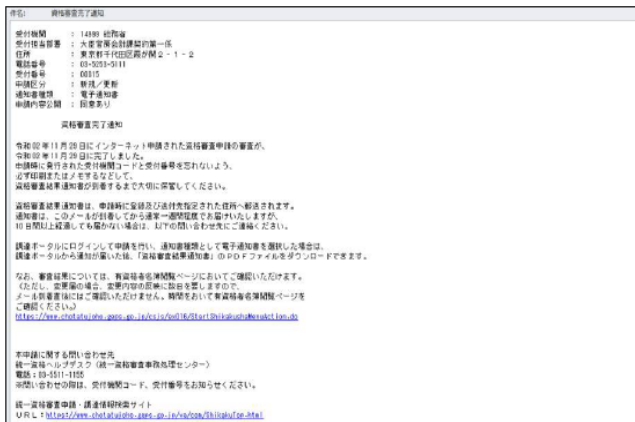 件名: 資格審査完了通知
受付機関 : 14999 総務省
受付担当部署 : 大臣官房会計課契約第一係
住所 : 東京都千代田区霞が関2-1-2
電話番号 : 03-5253-5111
受付番号 : 00015
申請区分 : 新規/更新
通知書種類 : 電子通知書
申請内容公開 : 同意あり
資格審査完了通知
令和02年11月29日にインターネット申請された資格審査申請の審査が、
令和02年11月29日に完了しました。
申請時に発行された受付機関コードと受付番号を忘れないよう、
必ず印刷またはメモするなどして、
資格審査結果通知書が到着するまで大切に保管してください。
資格審査結果通知書は、申請時に登録及び送付先指定された住所へ郵送されます。
通知書は、このメールが到着してから通常一週間程度でお届けいたしますが、
10日間以上経過しても届かない場合は、以下の問い合わせ先にご連絡ください。
調達ポータルにログインして申請を行い、通知書種類として電子通知書を選択した場合は、
調達ポータルから通知が届いた後、「資格審査結果通知書」のPDFファイルをダウンロードできます。
なお、審査結果については、有資格者名簿閲覧ページにおいてご確認いただけます。
(ただし、変更届の場合、変更内容の反映に数日を要しますので、
メール到着直後にはご確認いただけません。時間をおいて有資格者名簿閲覧ページを
ご確認ください。)
https://www.chotatujoho.geps.go.jp/csjs/ex016/StartShikakushaMenuAction.do
本申請に関する問い合わせ先
統一資格ヘルプデスク(統一資格審査事務処理センター)
電話:03-5511-1155
※問い合わせの際は、受付機関コード、受付番号をお知らせください。
統一資格審査申請・調達情報検索サイト
URL:https://www.chotatujoho.geps.go.jp/va/com/ShikakuTop.html